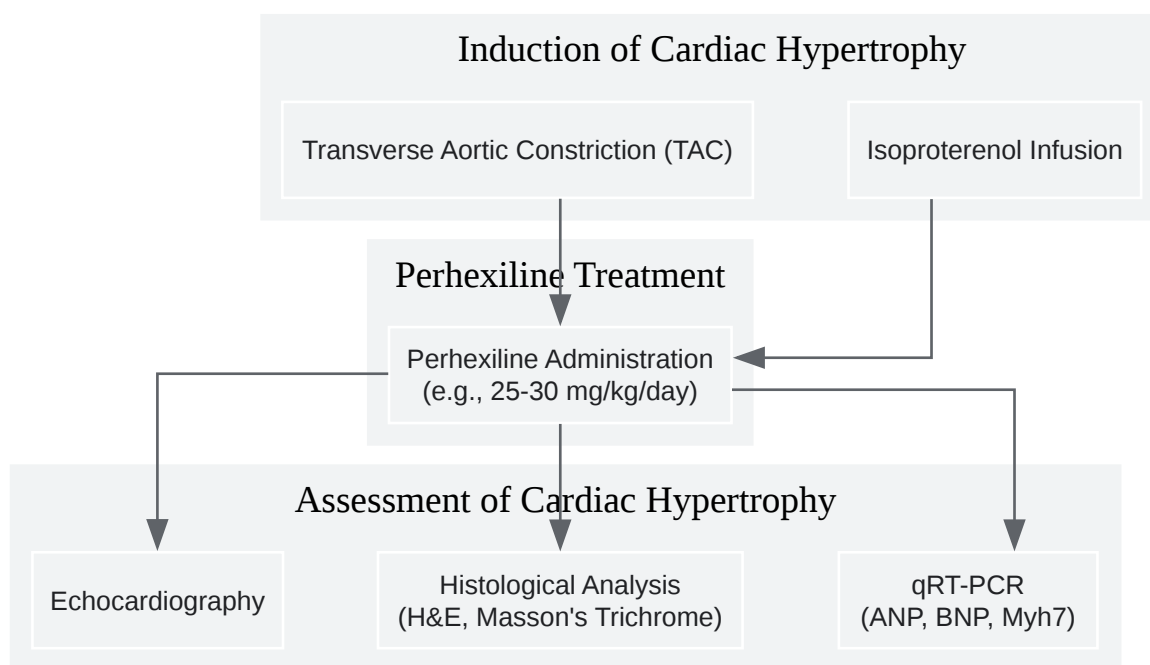 Induction of Cardiac Hypertrophy
Transverse Aortic Constriction (TAC)
Isoproterenol Infusion
Perhexiline Treatment
Perhexiline Administration
(e.g., 25-30 mg/kg/day)
Assessment of Cardiac Hypertrophy
Echocardiography
Histological Analysis
(H&E, Masson's Trichrome)
qRT-PCR
(ANP, BNP, Myh7)